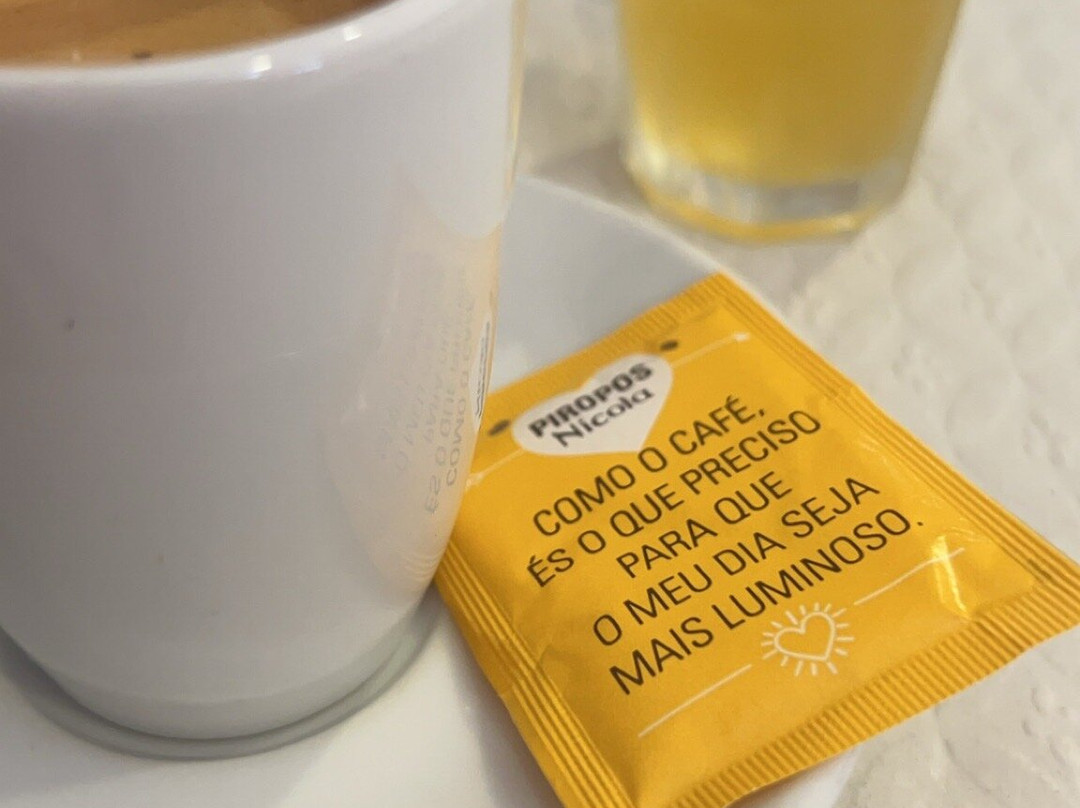 PIROPOS
Nicola
COMO O CAFÉ,
ÉS O QUE PRECISO
PARA QUE
O MEU DIA SEJA
MAIS LUMINOSO.